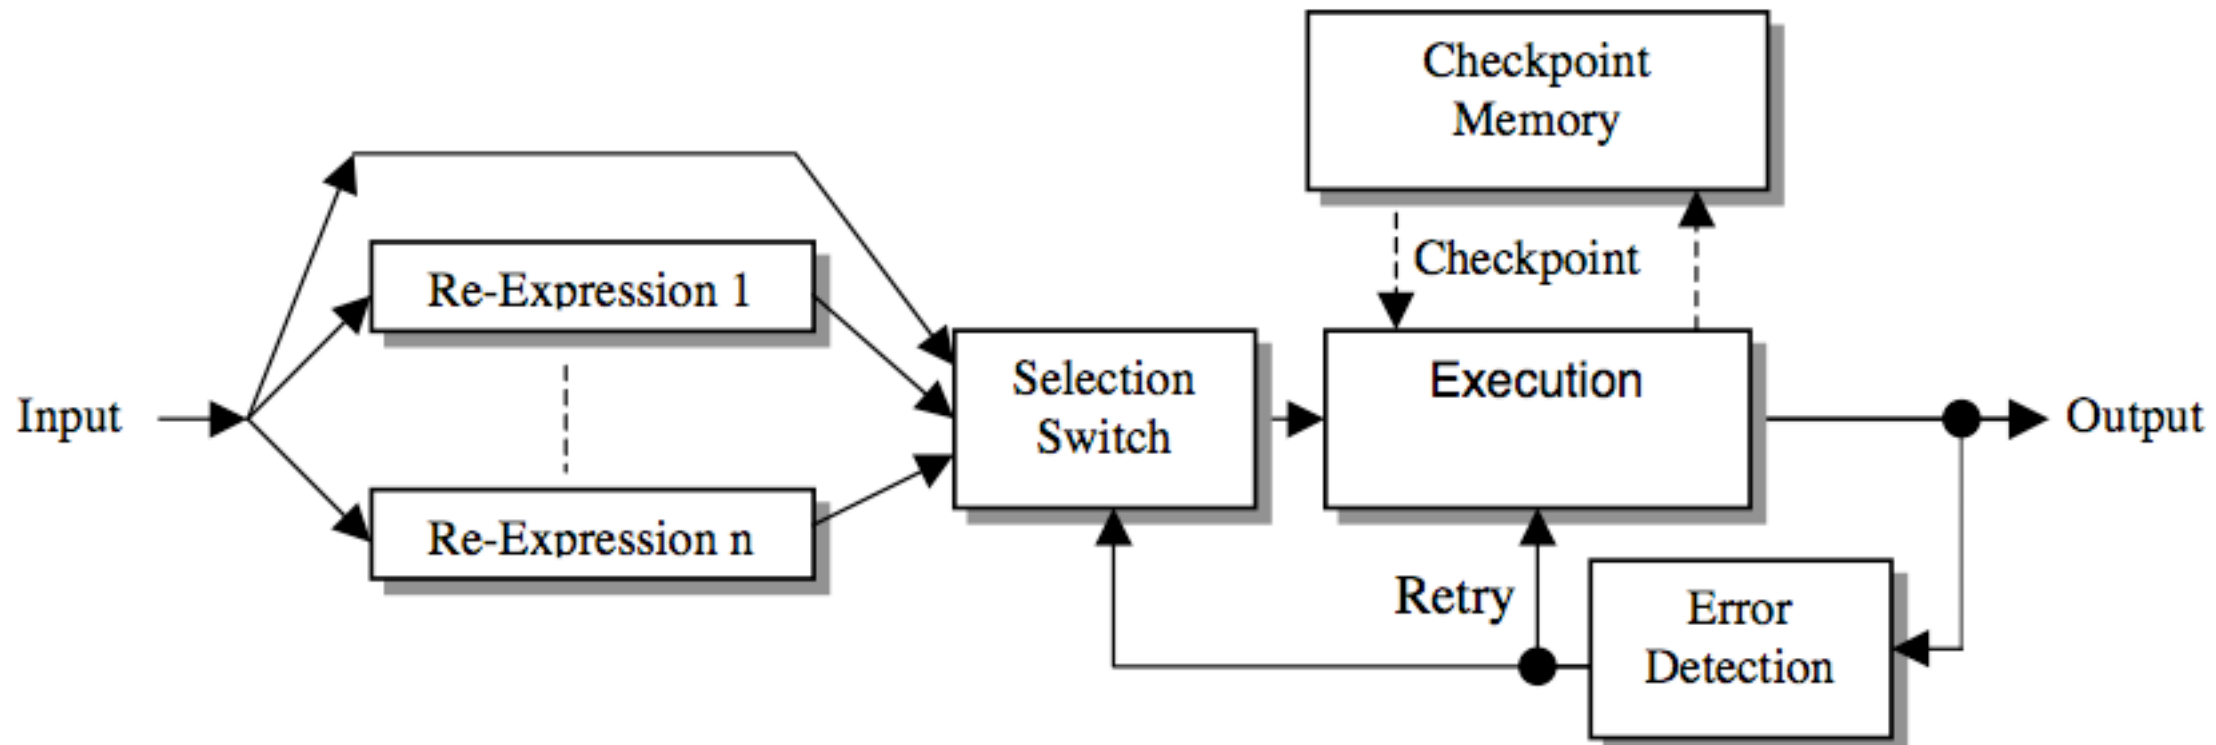 Checkpoint
Memory
Checkpoint
Re-Expression 1
Input
Selection
Switch
Execution
Output
Re-Expression n
Retry
Error
Detection